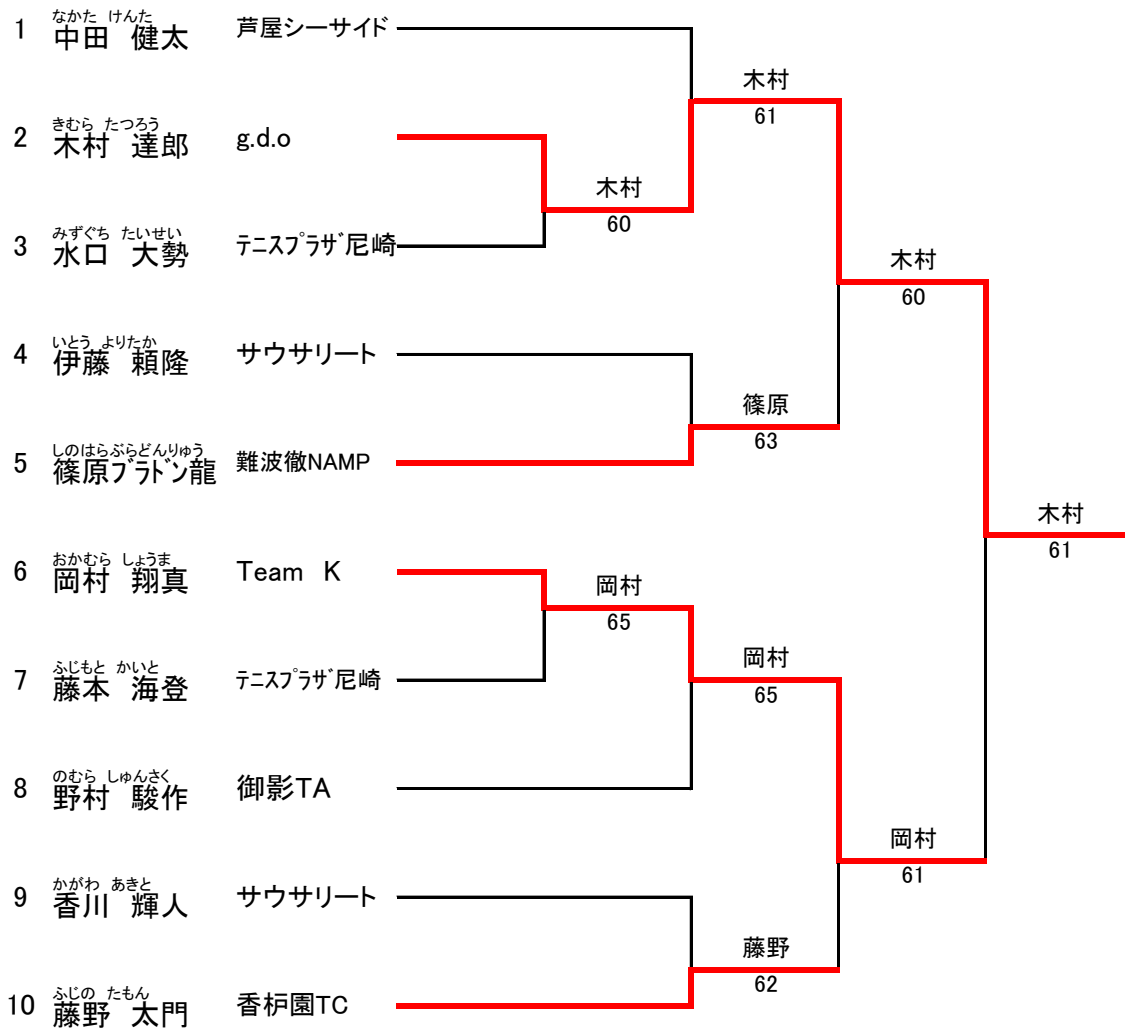 なかた けんた
1 中田 健太 芦屋シーサイド
木村
61
きむら たつろう
2 木村 達郎 g.d.o
木村
60
みずぐち たいせい
3 水口 大勢 ﾃﾆｽﾌﾟﾗｻﾞ尼崎
木村
60
いとう よりたか
4 伊藤 頼隆 サウサリート
篠原
63
しのはらぶらどんりゅう
5 篠原ﾌﾞﾗﾄﾞﾝ龍 難波徹NAMP
木村
61
おかむら しょうま
6 岡村 翔真 Team K
岡村
65
ふじもと かいと
7 藤本 海登 ﾃﾆｽﾌﾟﾗｻﾞ尼崎
岡村
65
のむら しゅんさく
8 野村 駿作 御影TA
岡村
61
かがわ あきと
9 香川 輝人 サウサリート
藤野
62
ふじの たもん
10 藤野 太門 香枦園TC